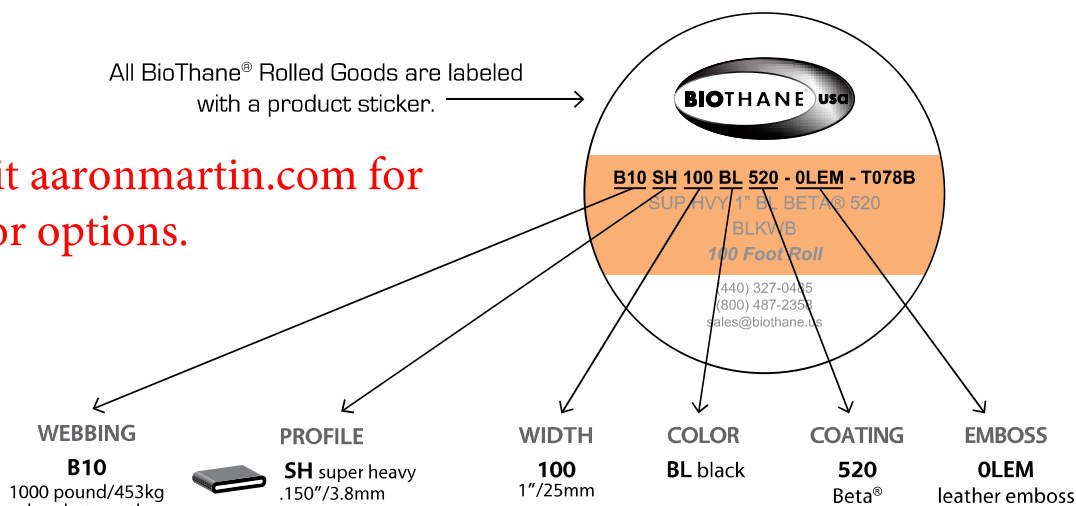 All BioThane® Rolled Goods are labeled
with a product sticker.
BIOTHANE usa
it aaronmartin.com for
or options.
B10 SH 100 BL 520 - 0LEM - T078B
SUP HVY 1" BL BETA® 520
BLKWB
100 Foot Roll
(440) 327-0485
(800) 487-2358
sales@biothane.us
WEBBING
B10
1000 pound/453kg
PROFILE
SH super heavy
.150"/3.8mm
WIDTH
100
1"/25mm
COLOR
BL black
COATING
520
Beta®
EMBOSS
0LEM
leather emboss